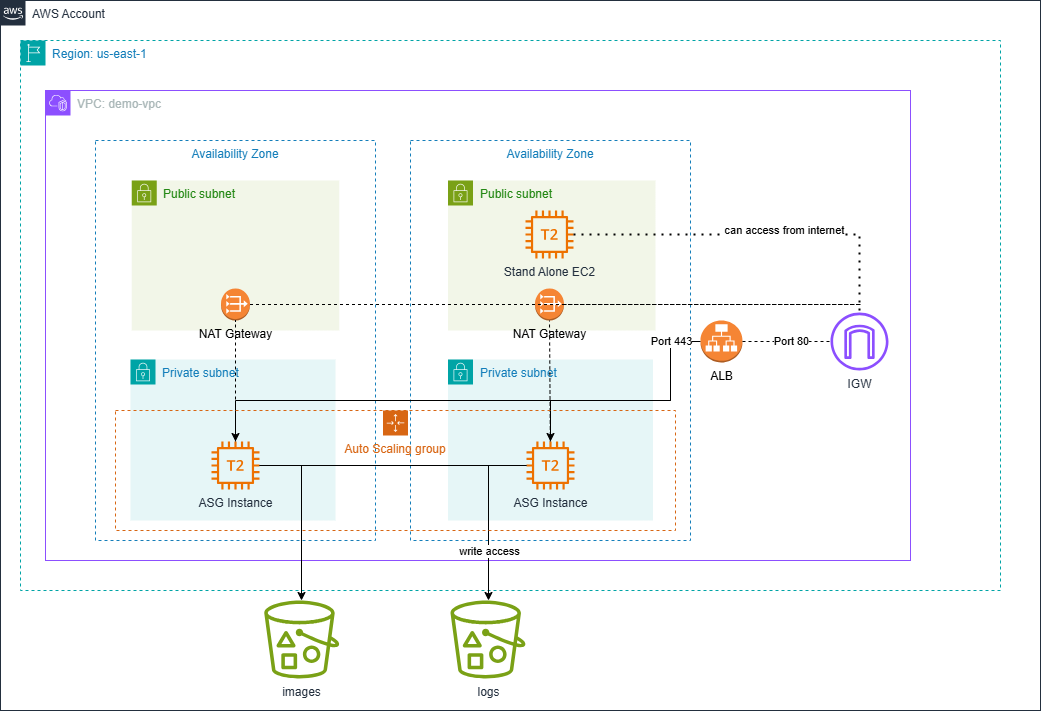 aws
AWS Account
Region: us-east-1
VPC: demo-vpc
Availability Zone
Availability Zone
Public subnet
Public subnet
T2
can access from internet
Stand Alone EC2
NAT Gateway
NAT Gateway
Port 443
Port 80
ALB
IGW
Private subnet
Private subnet
Auto Scaling group
T2
T2
ASG Instance
ASG Instance
write access
images
logs